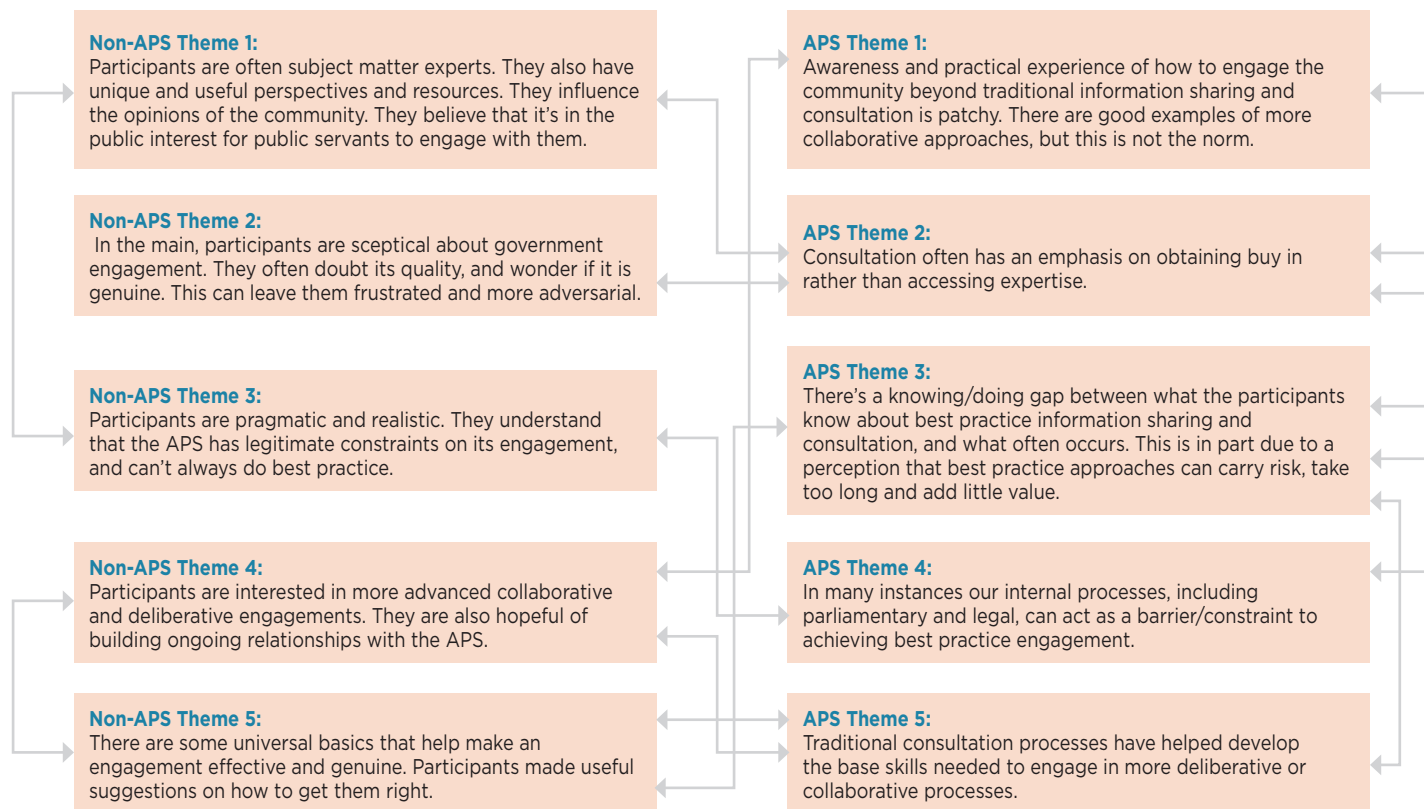 Non-APS Theme 1:
Participants are often subject matter experts. They also have
unique and useful perspectives and resources. They influence
the opinions of the community. They believe that it's in the
public interest for public servants to engage with them.
Non-APS Theme 2:
In the main, participants are sceptical about government
engagement. They often doubt its quality, and wonder if it is
genuine. This can leave them frustrated and more adversarial.
Non-APS Theme 3:
Participants are pragmatic and realistic. They understand
that the APS has legitimate constraints on its engagement,
and can't always do best practice.
Non-APS Theme 4:
Participants are interested in more advanced collaborative
and deliberative engagements. They are also hopeful of
building ongoing relationships with the APS.
Non-APS Theme 5:
There are some universal basics that help make an
engagement effective and genuine. Participants made useful
suggestions on how to get them right.
APS Theme 1:
Awareness and practical experience of how to engage the
community beyond traditional information sharing and
consultation is patchy. There are good examples of more
collaborative approaches, but this is not the norm.
APS Theme 2:
Consultation often has an emphasis on obtaining buy in
rather than accessing expertise.
APS Theme 3:
There's a knowing/doing gap between what the participants
know about best practice information sharing and
consultation, and what often occurs. This is in part due to a
perception that best practice approaches can carry risk, take
too long and add little value.
APS Theme 4:
In many instances our internal processes, including
parliamentary and legal, can act as a barrier/constraint to
achieving best practice engagement.
APS Theme 5:
Traditional consultation processes have helped develop
the base skills needed to engage in more deliberative or
collaborative processes.